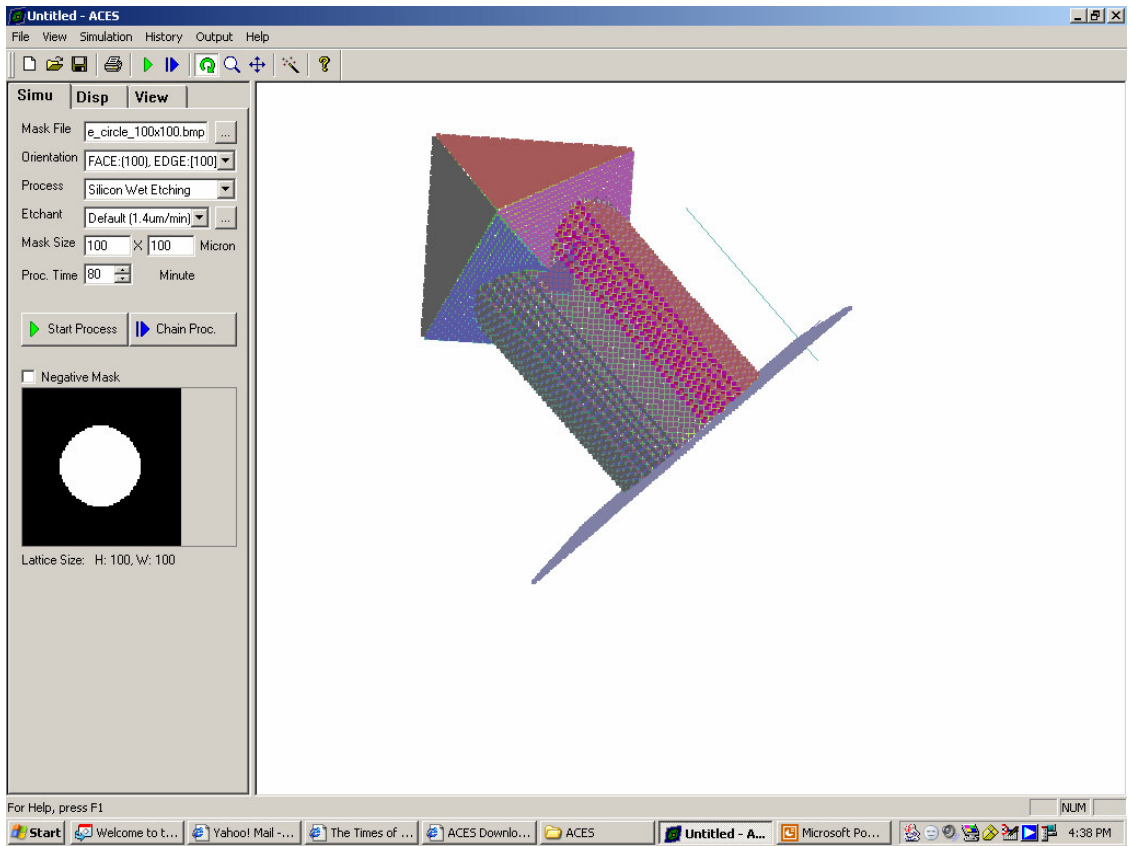 Untitled - ACES
File View Simulation History Output Help
Simu Disp View
Mask File e_circle_100x100.bmp ...
Orientation FACE:(100), EDGE:[100]
Process Silicon Wet Etching
Etchant Default (1.4um/min) ...
Mask Size 100 X 100 Micron
Proc. Time 80 Minute
Start Process Chain Proc.
Negative Mask
Lattice Size: H: 100, W: 100
For Help, press F1 NUM
Start Welcome to t... Yahoo! Mail -... The Times of ... ACES Downlo... ACES Untitled - A... Microsoft Po... 4:38 PM